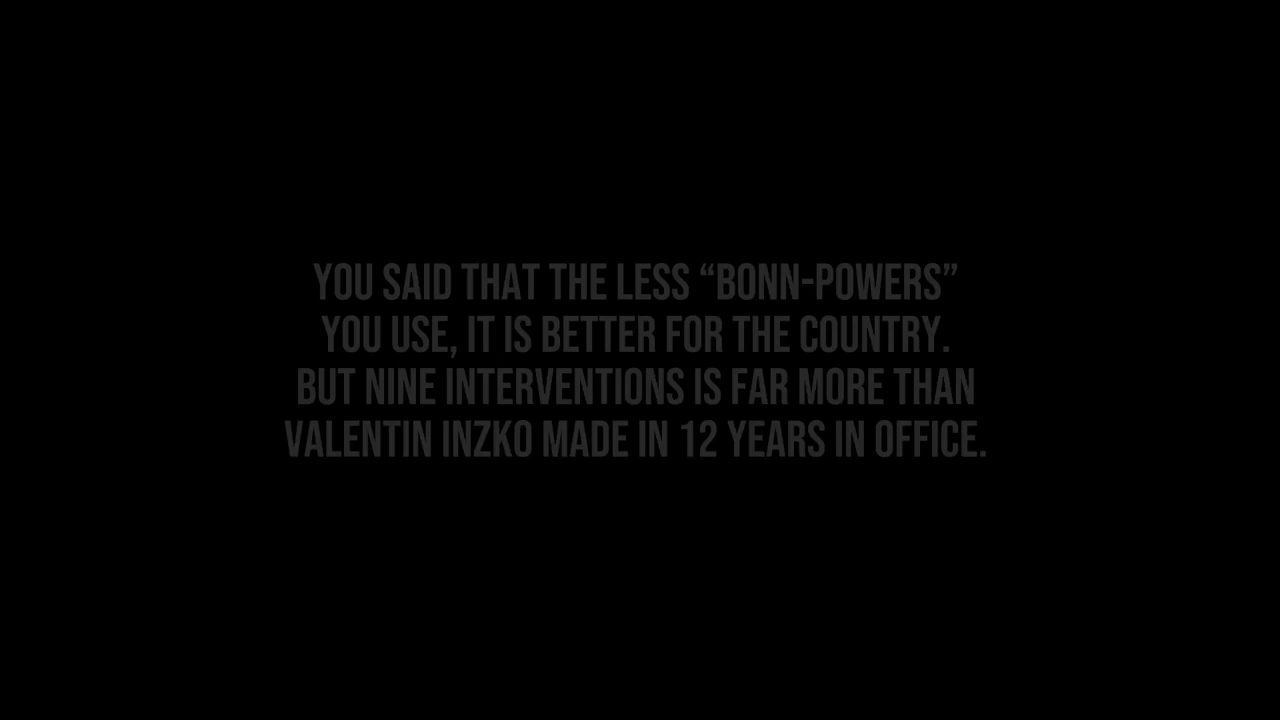 YOU SAID THAT THE LESS “BONN-POWERS”
YOU USE, IT IS BETTER FOR THE COUNTRY.
BUT NINE INTERVENTIONS IS FAR MORE THAN
VALENTIN INZKO MADE IN 12 YEARS IN OFFICE.